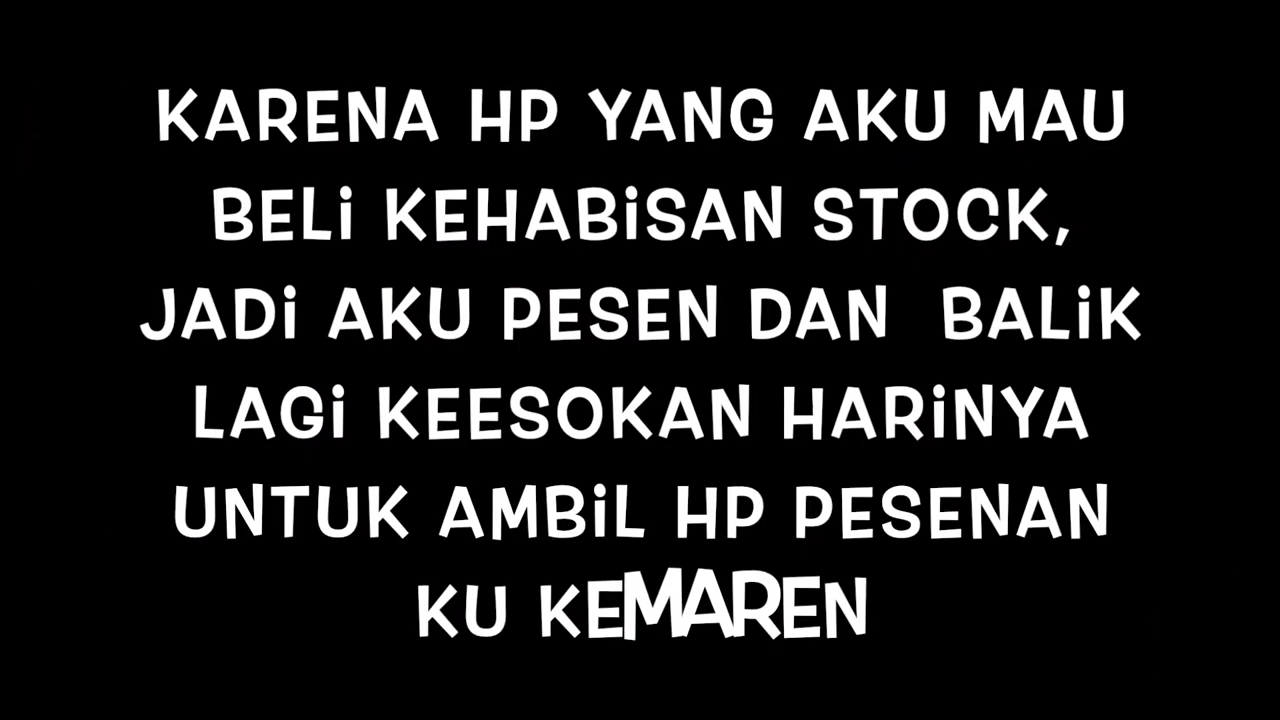 KARENA HP YANG AKU MAU
BELi KEHABiSAN STOCK,
JADi AKU PESEN DAN BALiK
LAGi KEESOKAN HARiNYA
UNTUK AMBiL HP PESENAN
KU KEMAREN